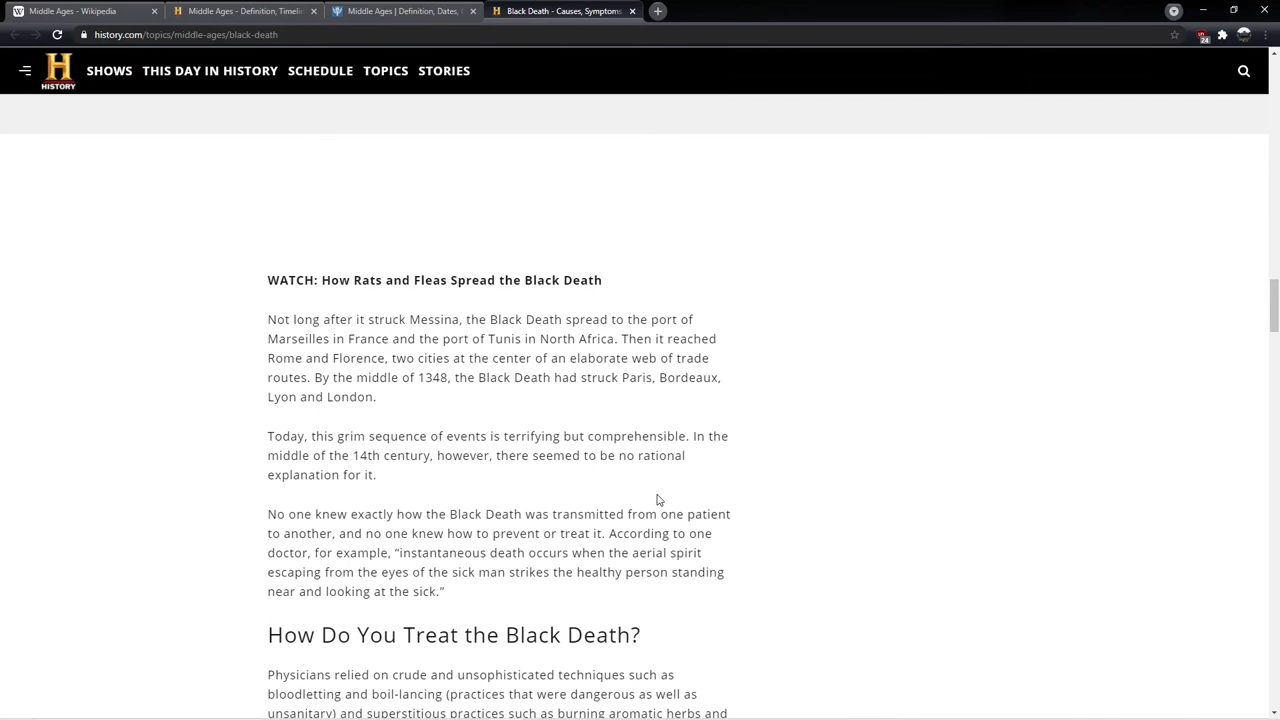 Middle Ages - Wikipedia
Middle Ages - Definition, Timelin
Middle Ages | Definition, Dates, C
Black Death - Causes, Symptoms
history.com/topics/middle-ages/black-death
24
H
HISTORY
SHOWS THIS DAY IN HISTORY SCHEDULE TOPICS STORIES
WATCH: How Rats and Fleas Spread the Black Death
Not long after it struck Messina, the Black Death spread to the port of
Marseilles in France and the port of Tunis in North Africa. Then it reached
Rome and Florence, two cities at the center of an elaborate web of trade
routes. By the middle of 1348, the Black Death had struck Paris, Bordeaux,
Lyon and London.
Today, this grim sequence of events is terrifying but comprehensible. In the
middle of the 14th century, however, there seemed to be no rational
explanation for it.
No one knew exactly how the Black Death was transmitted from one patient
to another, and no one knew how to prevent or treat it. According to one
doctor, for example, “instantaneous death occurs when the aerial spirit
escaping from the eyes of the sick man strikes the healthy person standing
near and looking at the sick.”
How Do You Treat the Black Death?
Physicians relied on crude and unsophisticated techniques such as
bloodletting and boil-lancing (practices that were dangerous as well as
unsanitary) and superstitious practices such as burning aromatic herbs and